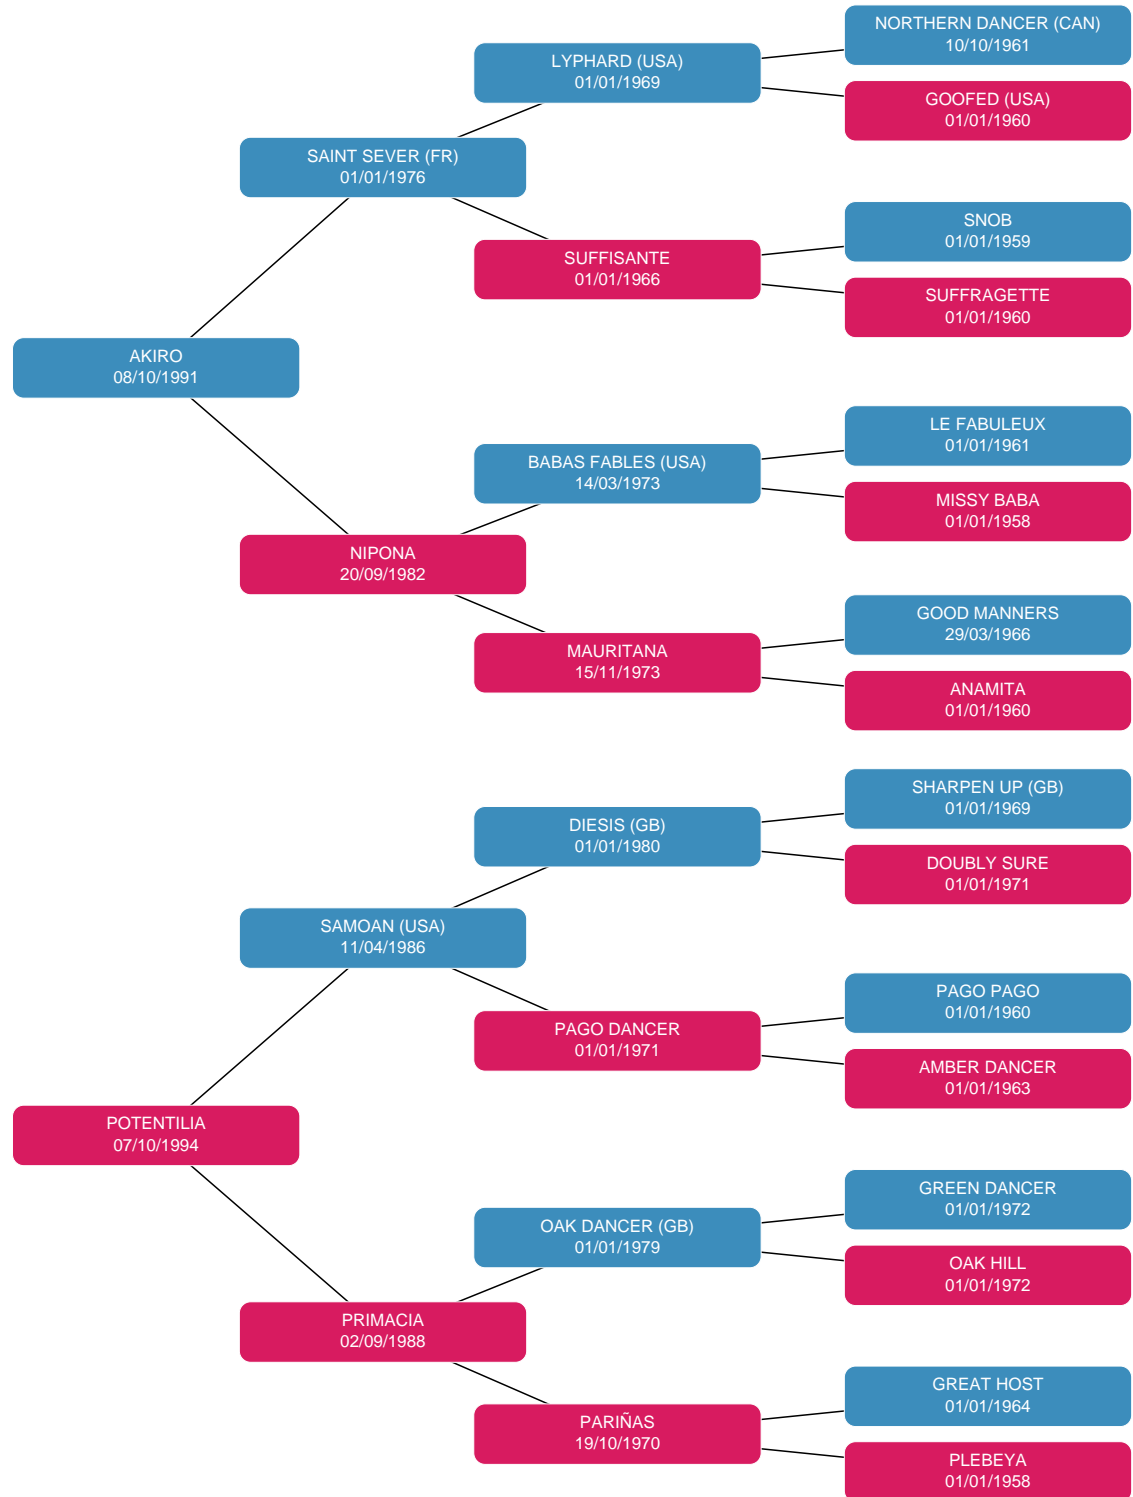 NORTHERN DANCER (CAN)
10/10/1961
LYPHARD (USA)
01/01/1969
GOOFED (USA)
01/01/1960
SAINT SEVER (FR)
01/01/1976
SNOB
01/01/1959
SUFFISANTE
01/01/1966
SUFFRAGETTE
01/01/1960
AKIRO
08/10/1991
LE FABULEUX
01/01/1961
BABAS FABLES (USA)
14/03/1973
MISSY BABA
01/01/1958
NIPONA
20/09/1982
GOOD MANNERS
29/03/1966
MAURITANA
15/11/1973
ANAMITA
01/01/1960
SHARPEN UP (GB)
01/01/1969
DIESIS (GB)
01/01/1980
DOUBLY SURE
01/01/1971
SAMOAN (USA)
11/04/1986
PAGO PAGO
01/01/1960
PAGO DANCER
01/01/1971
AMBER DANCER
01/01/1963
POTENTILIA
07/10/1994
GREEN DANCER
01/01/1972
OAK DANCER (GB)
01/01/1979
OAK HILL
01/01/1972
PRIMACIA
02/09/1988
GREAT HOST
01/01/1964
PARIÑAS
19/10/1970
PLEBEYA
01/01/1958